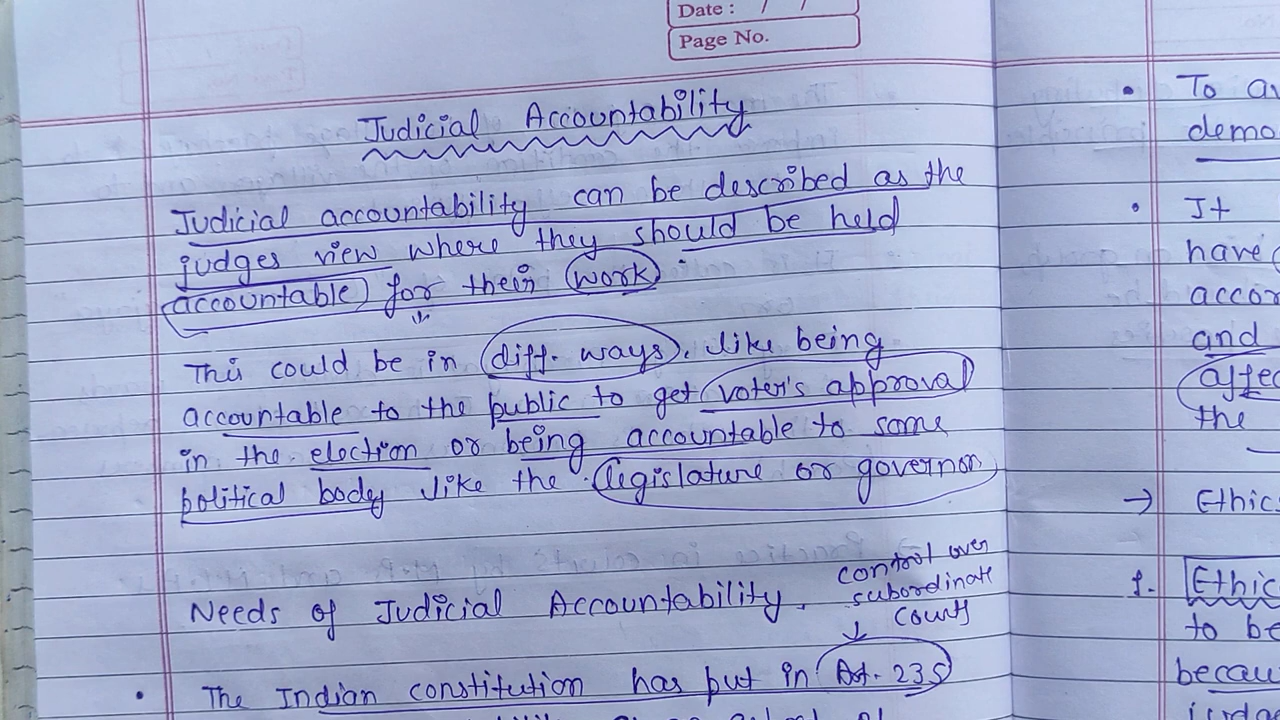 Date : / /
Page No.
Judicial Accountability
Judicial accountability can be described as the
judges view where they should be held
accountable for their work.
This could be in diff. ways, like being
accountable to the public to get voter's approval
in the election or being accountable to some
political body like the legislature or governor
control over
subordinate
courts
Needs of Judicial Accountability.
• The Indian constitution has put in Art. 235
• To
demo
• It
have
accor
and
affec
the
→ Ethic
1. Ethic
to be
becau